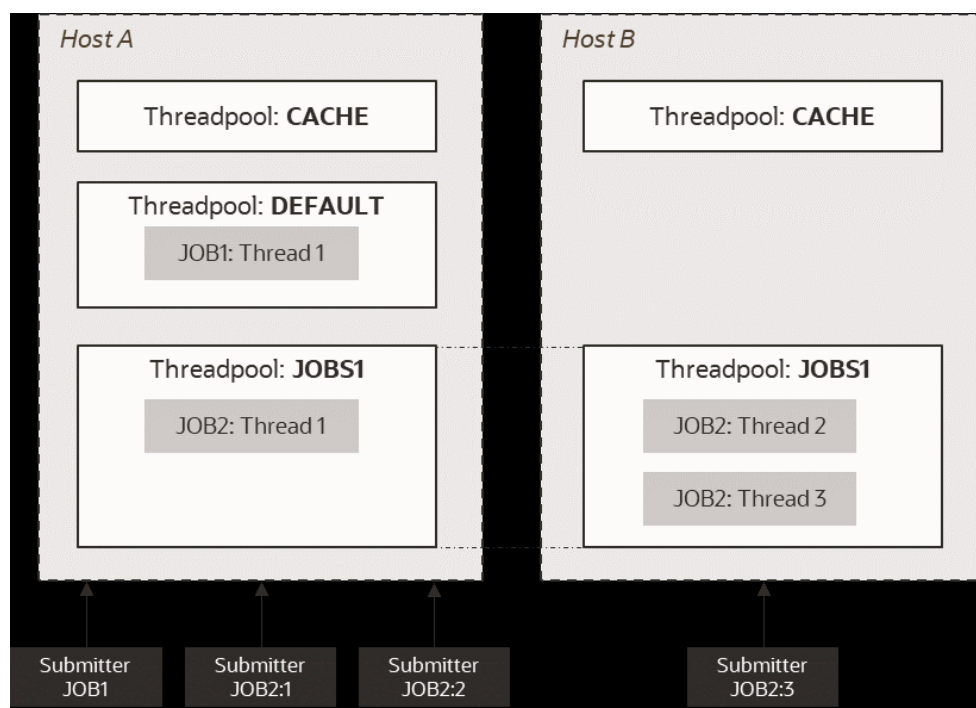 Host A
Threadpool: CACHE
Threadpool: DEFAULT
JOB1: Thread 1
Threadpool: JOBS1
JOB2: Thread 1
Host B
Threadpool: CACHE
Threadpool: JOBS1
JOB2: Thread 2
JOB2: Thread 3
Submitter
JOB1
Submitter
JOB2:1
Submitter
JOB2:2
Submitter
JOB2:3